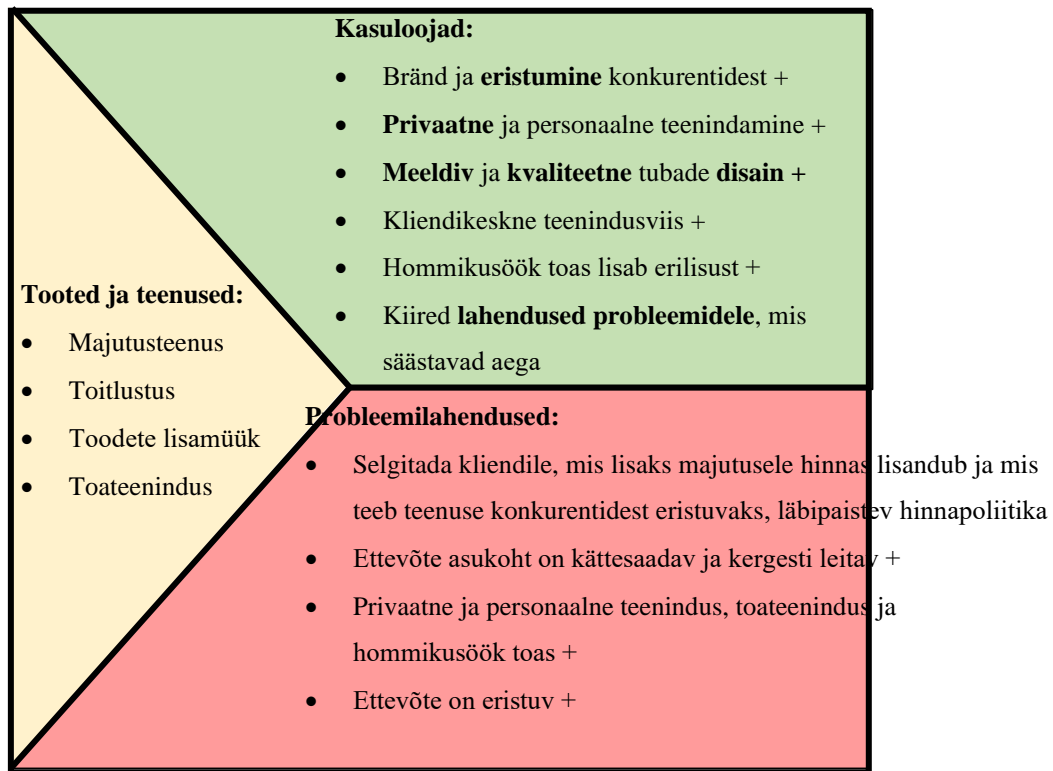 Kasuloojad:
• Bränd ja eristumine konkurentidest +
• Privaatne ja personaalne teenindamine +
• Meeldiv ja kvaliteetne tubade disain +
• Kliendikeskne teenindusviis +
• Hommikusöök toas lisab erilisust +
• Kiired lahendused probleemidele, mis
säästavad aega
Tooted ja teenused:
• Majutusteenus
• Toitlustus
• Toodete lisamüük
• Toateenindus
Probleemilahendused:
• Selgitada kliendile, mis lisaks majutusele hinnas lisandub ja mis
teeb teenuse konkurentidest eristuvaks, läbipaistev hinnapoliitika
• Ettevõte asukoht on kättesaadav ja kergesti leitav +
• Privaatne ja personaalne teenindus, toateenindus ja
hommikusöök toas +
• Ettevõte on eristuv +